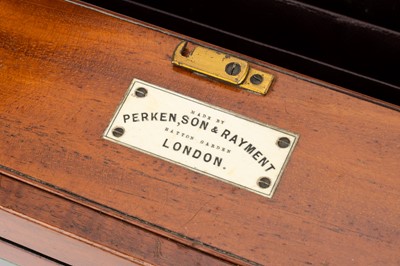 MADE BY
PERKEN, SON & RAYMENT
HATTON GARDEN
LONDON.